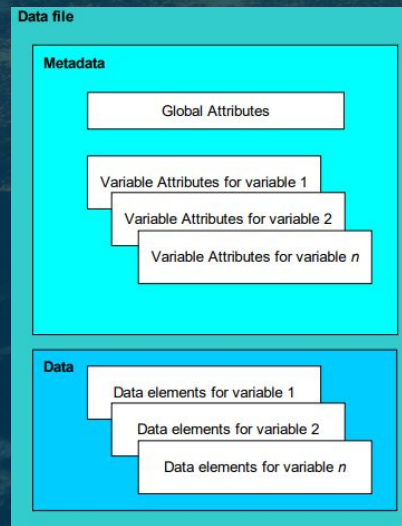 Data file
Metadata
Global Attributes
Variable Attributes for variable 1
Variable Attributes for variable 2
Variable Attributes for variable n
Data
Data elements for variable 1
Data elements for variable 2
Data elements for variable n